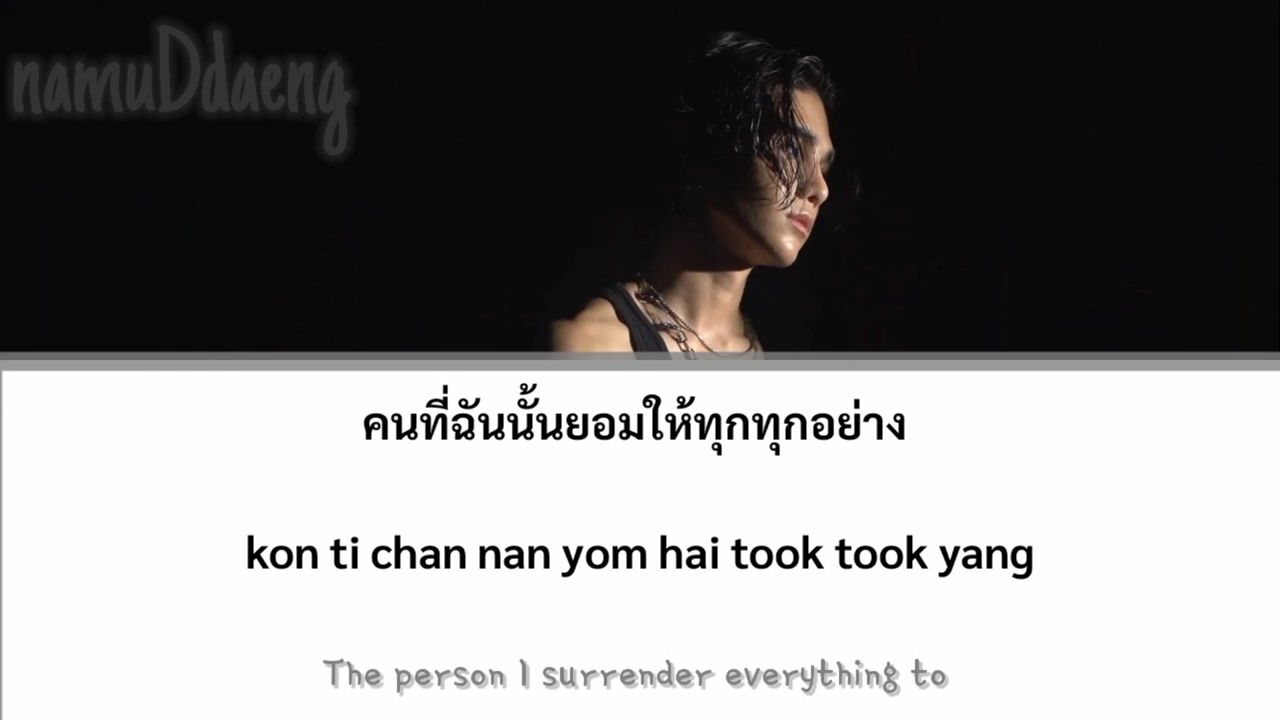 namuDdaeng
คนที่ฉันนั้นยอมให้ทุกทุกอย่าง
kon ti chan nan yom hai took took yang
The person I surrender everything to